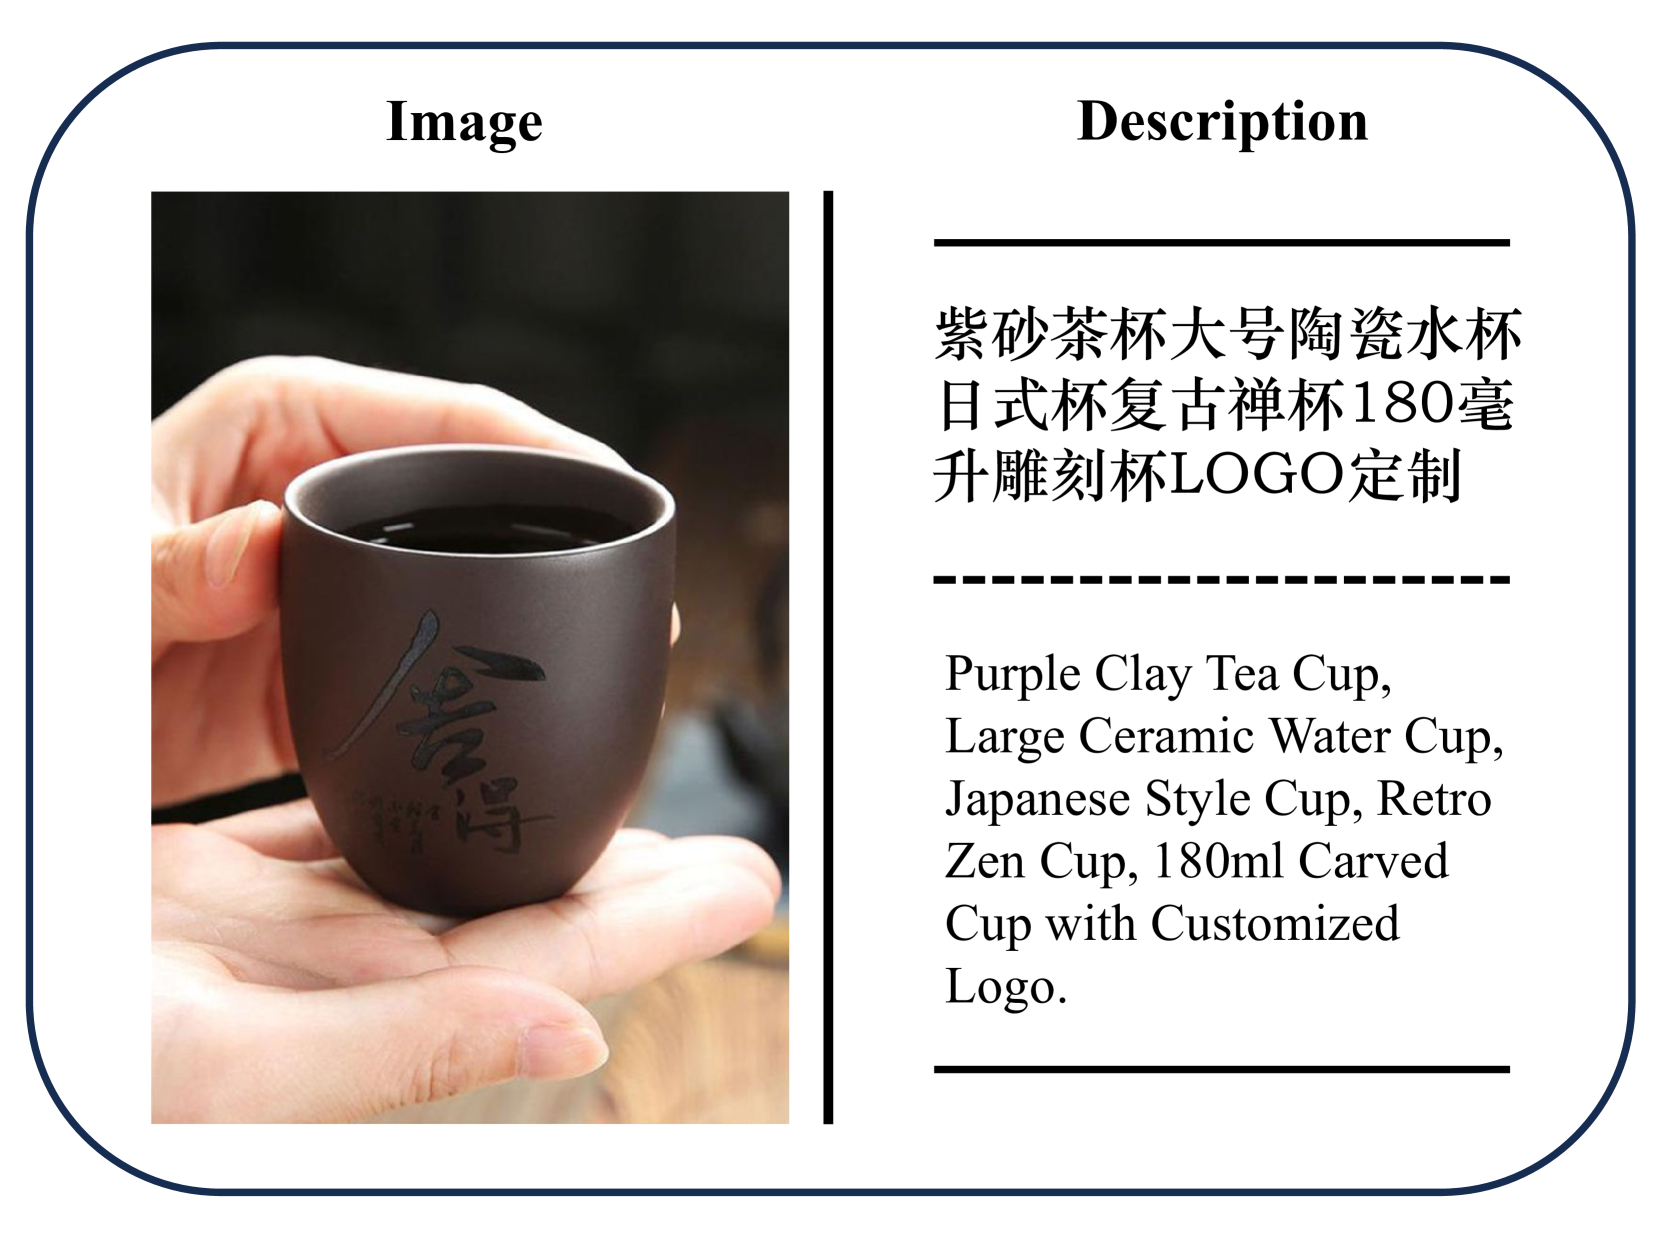 Image
Description
紫砂茶杯大号陶瓷水杯
日式杯复古禅杯180毫
升雕刻杯LOGO定制
Purple Clay Tea Cup,
Large Ceramic Water Cup,
Japanese Style Cup, Retro
Zen Cup, 180ml Carved
Cup with Customized
Logo.
舍得